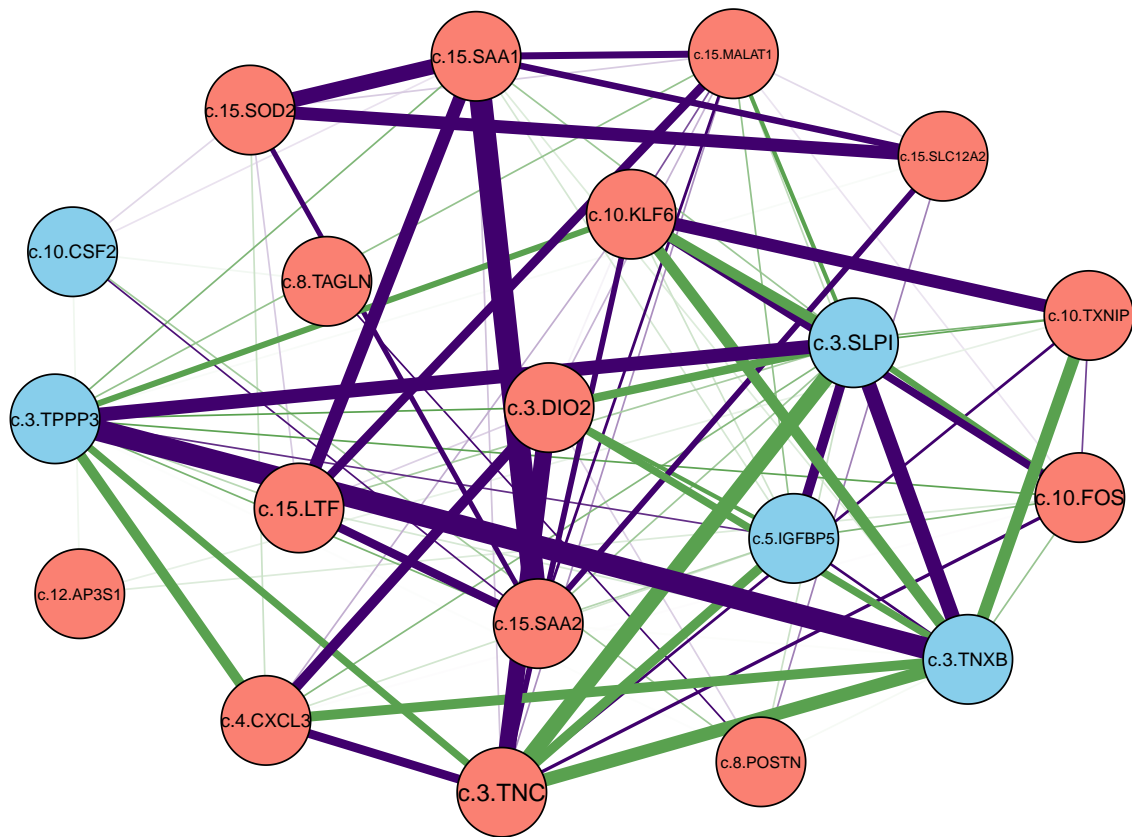 c.15.SAA1
c.15.MALAT1
c.15.SOD2
c.15.SLC12A2
c.10.KLF6
c.10.CSF2
c.8.TAGLN
c.10.TXNIP
c.3.SLPI
c.3.DIO2
c.3.TPPP3
c.10.FOS
c.15.LTF
c.5.IGFBP5
c.12.AP3S1
c.15.SAA2
c.3.TNXB
c.4.CXCL3
c.8.POSTN
c.3.TNC